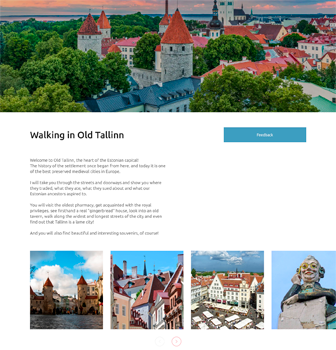 Walking in Old Tallinn
Feedback
Welcome to Old Tallinn, the heart of the Estonian capital!
The history of the settlement once began from here, and today it is one
of the best preserved medieval cities in Europe.
I will take you through the streets and doorways and show you where
they traded, what they ate, what they sued about and what our
Estonian ancestors aspired to.
You will visit the oldest pharmacy, get acquainted with the royal
privileges, see first-hand a real "gingerbread" house, look into an old
tavern, walk along the widest and longest streets of the city, and even
find out that Tallinn is a lame city!
And you will also find beautiful and interesting souvenirs, of course!